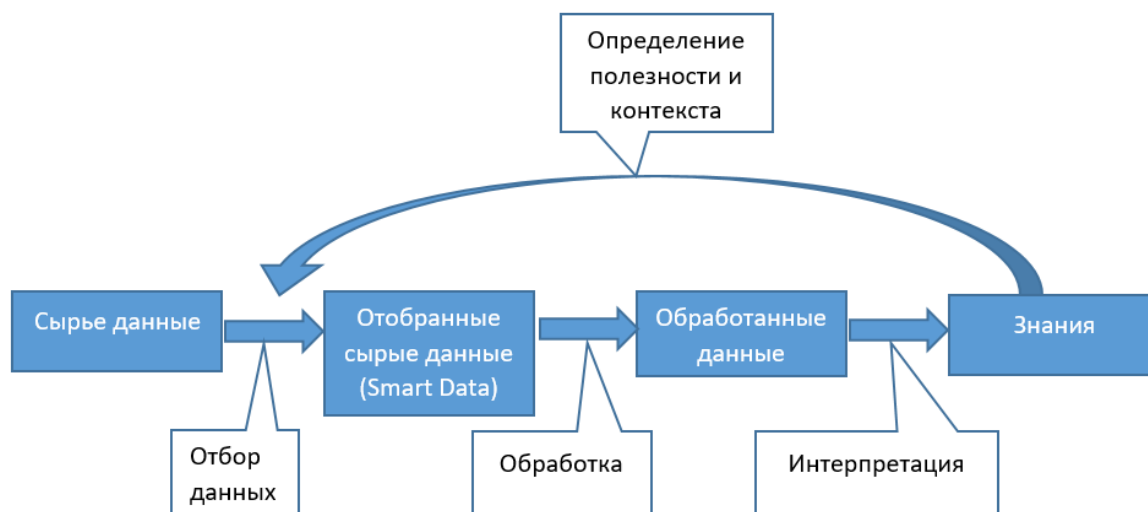 Определение
полезности и
контекста
Сырье данные
Отобранные
сырые данные
(Smart Data)
Обработанные
данные
Знания
Отбор
данных
Обработка
Интерпретация